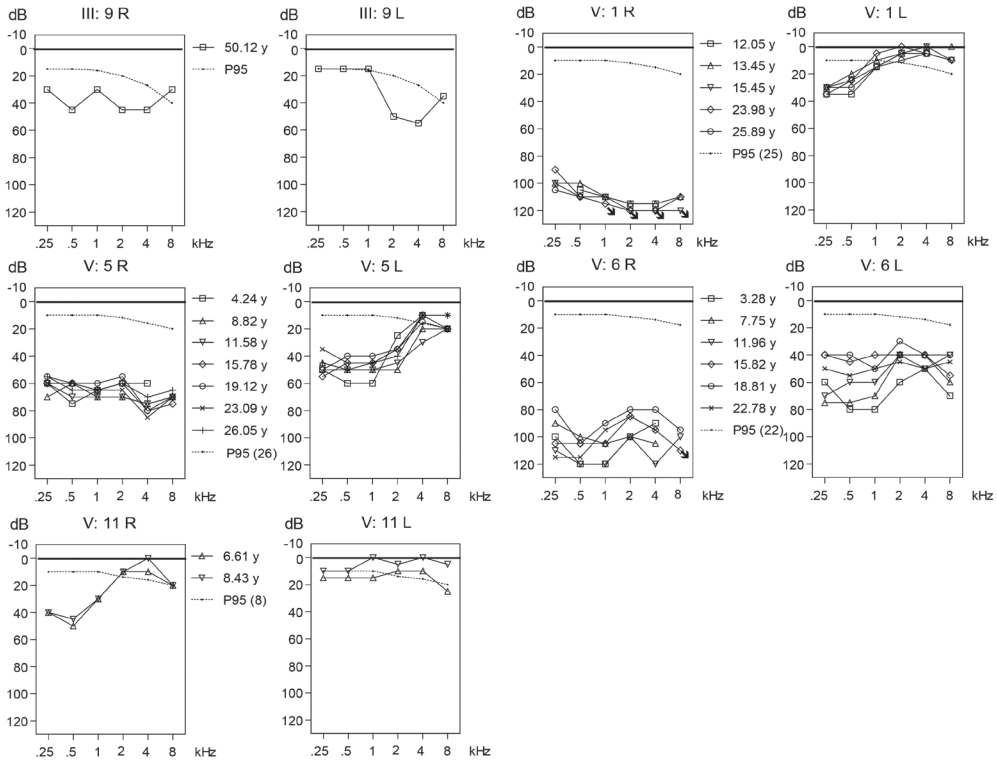 III: 9 R
dB
-10
0
20
40
60
80
100
120
.25 .5 1 2 4 8 kHz
50.12 y
P95
III: 9 L
dB
-10
0
20
40
60
80
100
120
.25 .5 1 2 4 8 kHz
V: 1 R
dB
-10
0
20
40
60
80
100
120
.25 .5 1 2 4 8 kHz
12.05 y
13.45 y
15.45 y
23.98 y
25.89 y
P95 (25)
V: 1 L
dB
-10
0
20
40
60
80
100
120
.25 .5 1 2 4 8 kHz
V: 5 R
dB
-10
0
20
40
60
80
100
120
.25 .5 1 2 4 8 kHz
4.24 y
8.82 y
11.58 y
15.78 y
19.12 y
23.09 y
26.05 y
P95 (26)
V: 5 L
dB
-10
0
20
40
60
80
100
120
.25 .5 1 2 4 8 kHz
V: 6 R
dB
-10
0
20
40
60
80
100
120
.25 .5 1 2 4 8 kHz
3.28 y
7.75 y
11.96 y
15.82 y
18.81 y
22.78 y
P95 (22)
V: 6 L
dB
-10
0
20
40
60
80
100
120
.25 .5 1 2 4 8 kHz
V: 11 R
dB
-10
0
20
40
60
80
100
120
.25 .5 1 2 4 8 kHz
6.61 y
8.43 y
P95 (8)
V: 11 L
dB
-10
0
20
40
60
80
100
120
.25 .5 1 2 4 8 kHz